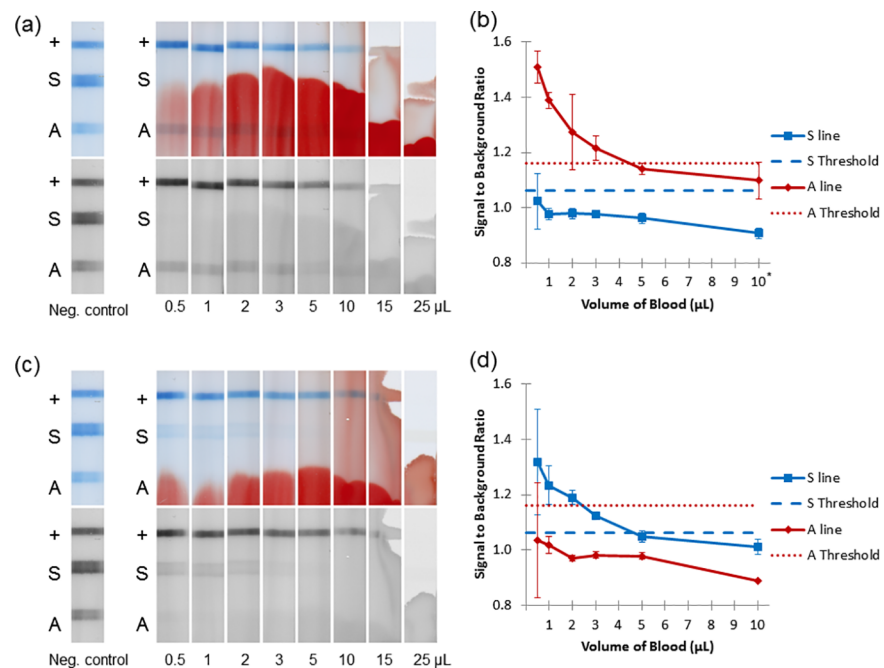 (a)
+
S
A
+
S
A
Neg. control 0.5 1 2 3 5 10 15 25 µL
(b)
1.6
1.4
1.2
1.0
0.8
Signal to Background Ratio
1 2 3 4 5 6 7 8 9 10*
Volume of Blood (µL)
S line
S Threshold
A line
A Threshold
(c)
+
S
A
+
S
A
Neg. control 0.5 1 2 3 5 10 15 25 µL
(d)
1.6
1.4
1.2
1.0
0.8
Signal to Background Ratio
1 2 3 4 5 6 7 8 9 10
Volume of Blood (µL)
S line
S Threshold
A line
A Threshold